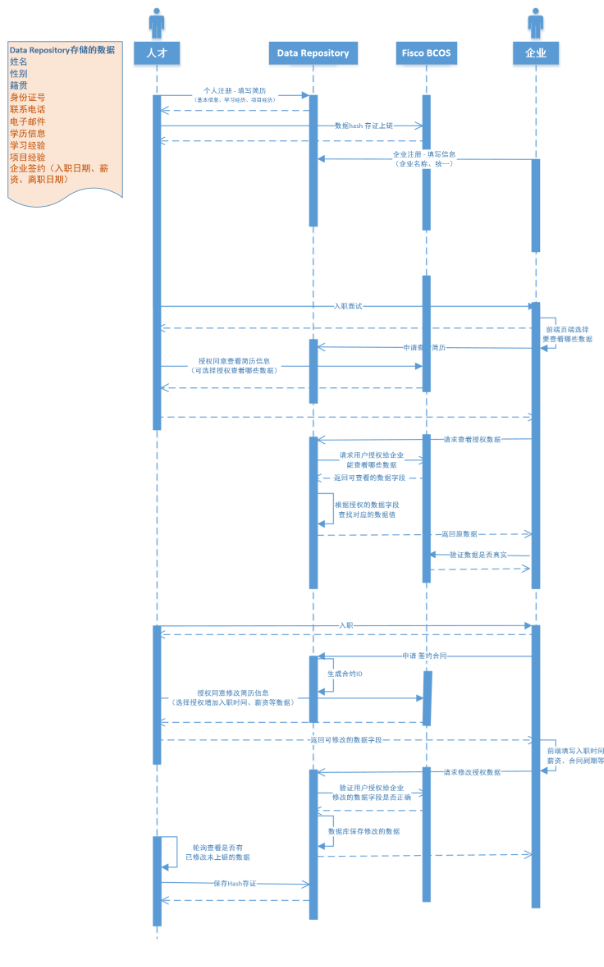 人才
Data Repository
Fisco BCOS
企业
Data Repository存储的数据
姓名
性别
籍贯
身份证号
联系电话
电子邮件
学历信息
学习经验
项目经验
企业签约（入职日期、薪
资、离职日期）
个人注册 - 填写简历
（基本信息、学习经历、项目经历）
数据hash 存证上链
企业注册 - 填写信息
（企业名称、统一）
入职面试
前端页端选择
要查看哪些数据
申请查看简历
授权同意查看简历信息
（可选择授权查看哪些数据）
请求查看授权数据
请求用户授权给企业
能查看哪些数据
返回可查看的数据字段
根据授权的数据字段
查找对应的数据值
返回原数据
验证数据是否真实
入职
申请 签约合同
生成合约ID
授权同意修改简历信息
（选择授权增加入职时间、薪资等数据）
返回可修改的数据字段
前端填写入职时间
薪资、合同到期等
请求修改授权数据
验证用户授权给企业
修改的数据字段是否正确
数据库保存修改的数据
轮询查看是否有
已修改未上链的数据
保存Hash存证